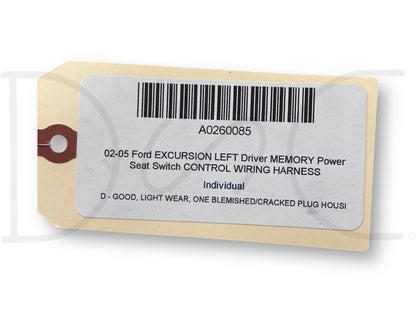 A0260085
02-05 Ford EXCURSION LEFT Driver MEMORY Power
Seat Switch CONTROL WIRING HARNESS
Individual
D - GOOD, LIGHT WEAR, ONE BLEMISHED/CRACKED PLUG HOUSI